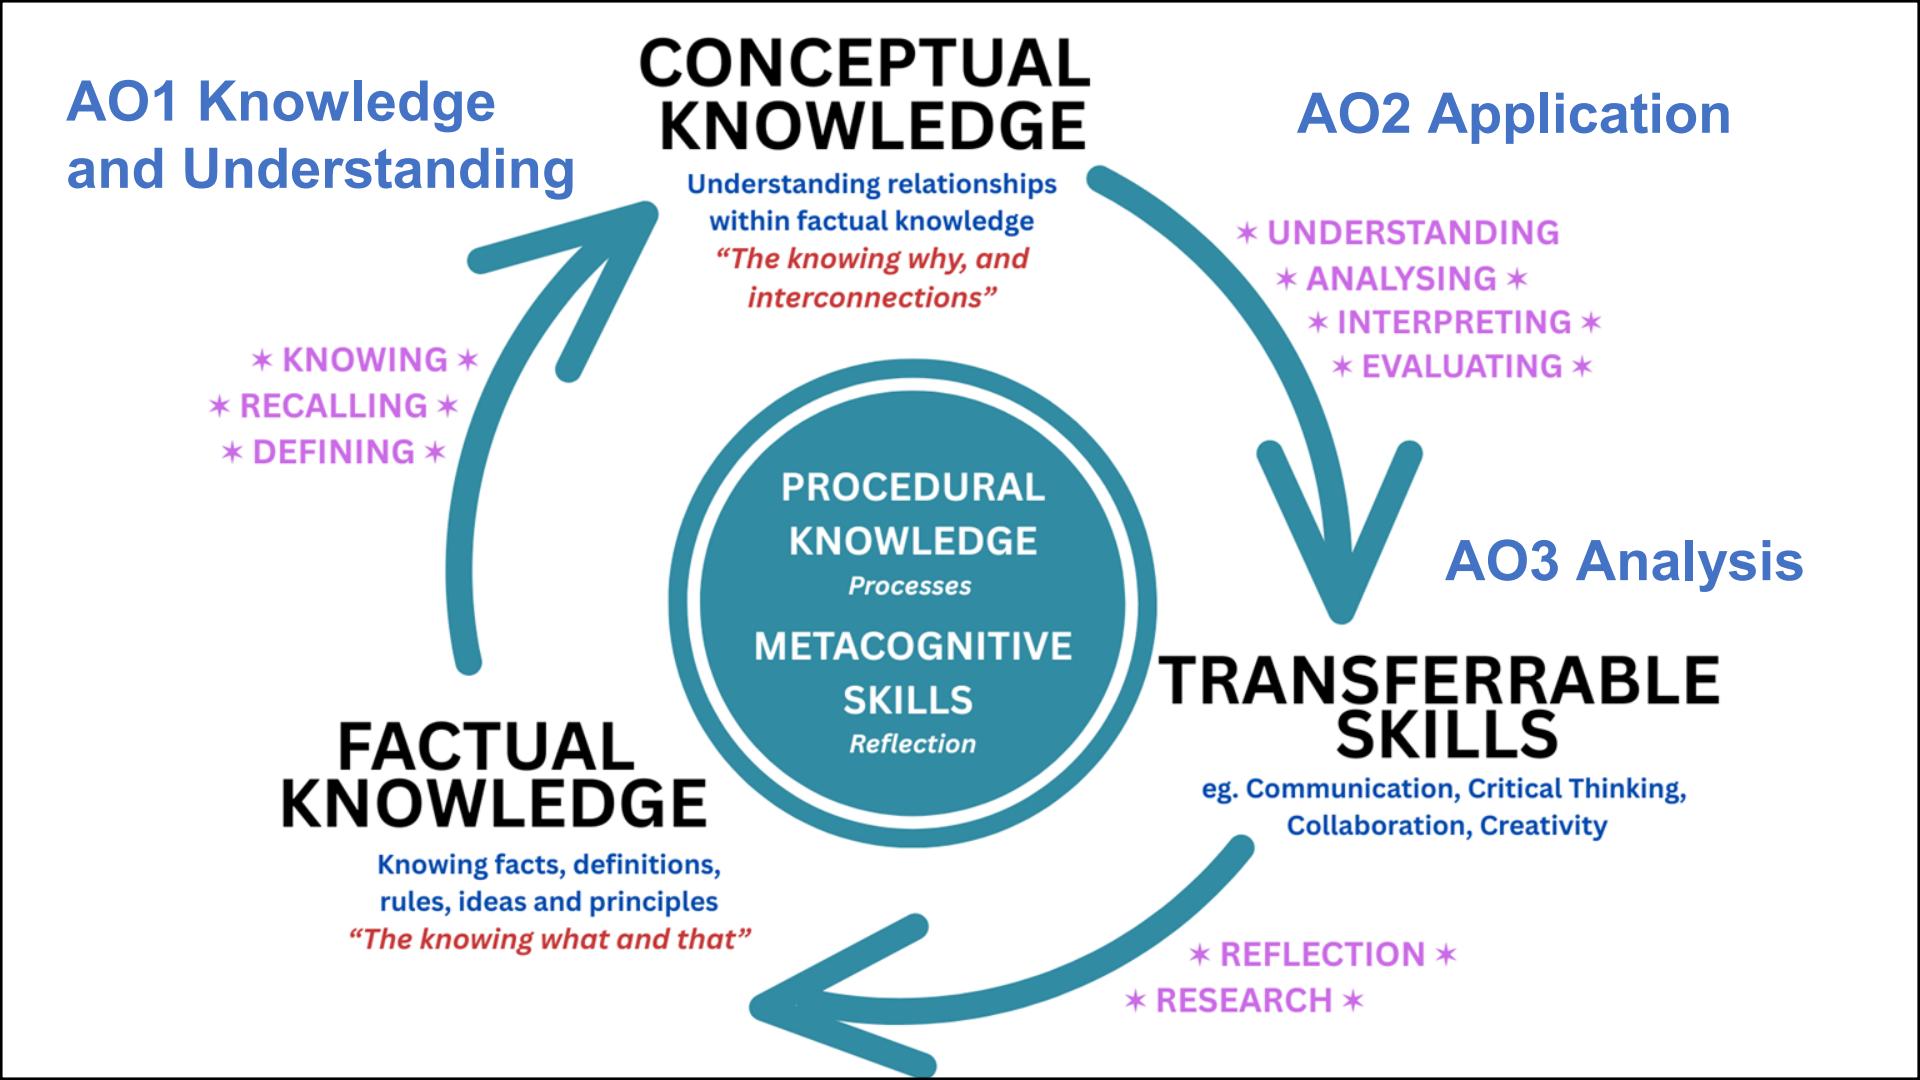 AO1 Knowledge
and Understanding
CONCEPTUAL
KNOWLEDGE
Understanding relationships
within factual knowledge
“The knowing why, and
interconnections”
AO2 Application
✶ UNDERSTANDING
✶ ANALYSING ✶
✶ INTERPRETING ✶
✶ EVALUATING ✶
✶ KNOWING ✶
✶ RECALLING ✶
✶ DEFINING ✶
PROCEDURAL
KNOWLEDGE
Processes
METACOGNITIVE
SKILLS
Reflection
AO3 Analysis
TRANSFERRABLE
SKILLS
eg. Communication, Critical Thinking,
Collaboration, Creativity
FACTUAL
KNOWLEDGE
Knowing facts, definitions,
rules, ideas and principles
“The knowing what and that”
✶ REFLECTION ✶
✶ RESEARCH ✶